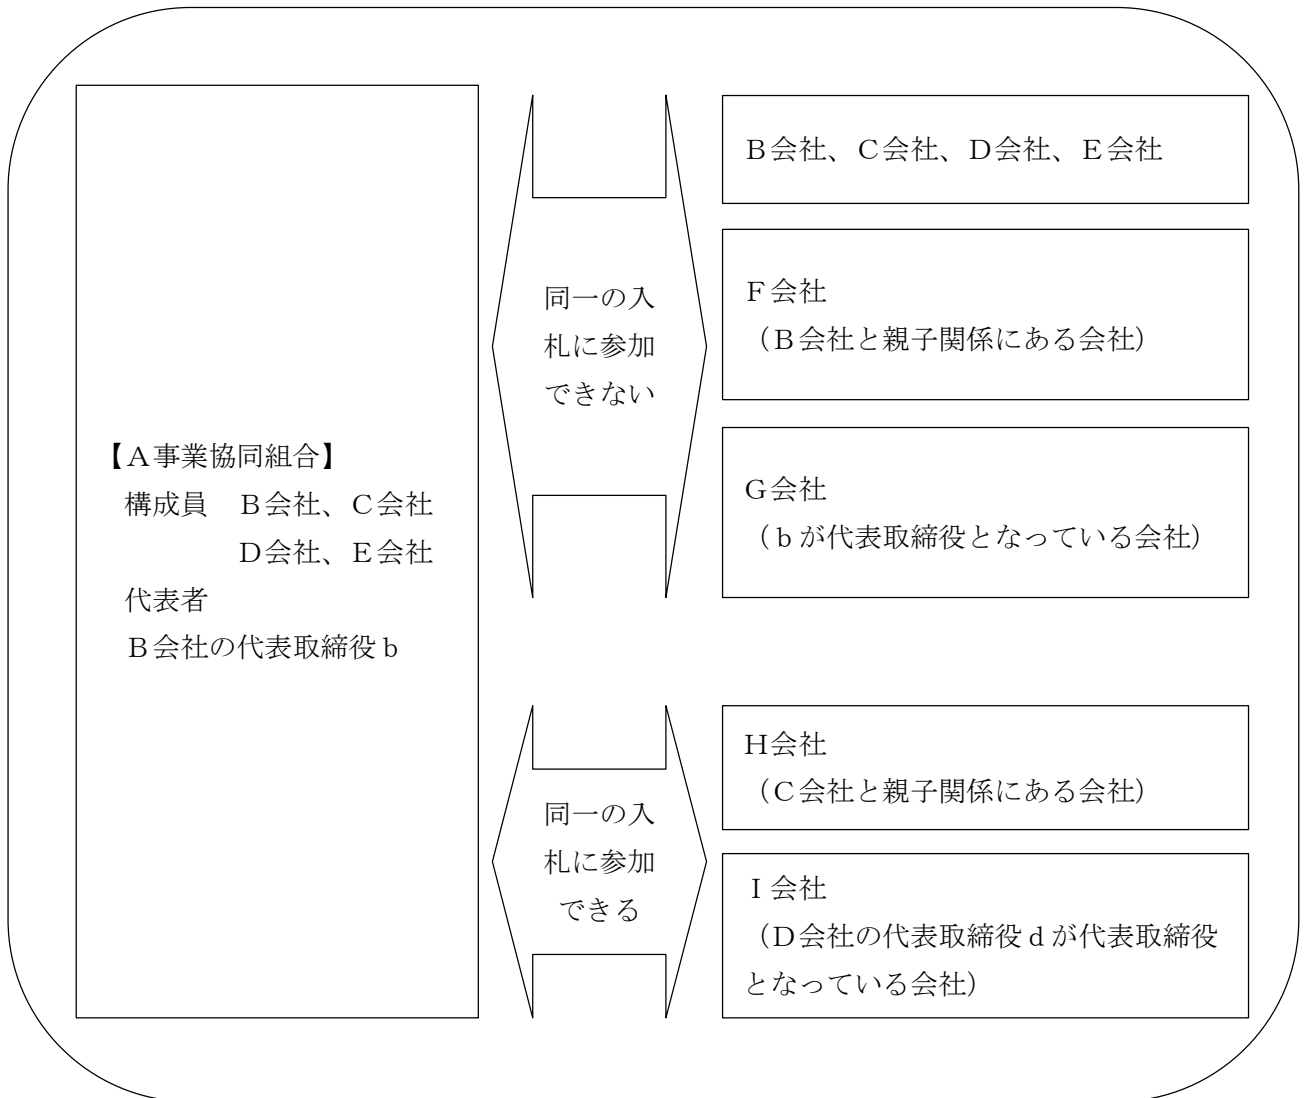 【Ａ事業協同組合】
構成員　Ｂ会社、Ｃ会社
Ｄ会社、Ｅ会社
代表者
Ｂ会社の代表取締役ｂ
同一の入
札に参加
できない
Ｂ会社、Ｃ会社、Ｄ会社、Ｅ会社
Ｆ会社
（Ｂ会社と親子関係にある会社）
Ｇ会社
（ｂが代表取締役となっている会社）
同一の入
札に参加
できる
Ｈ会社
（Ｃ会社と親子関係にある会社）
Ｉ会社
（Ｄ会社の代表取締役ｄが代表取締役
となっている会社）